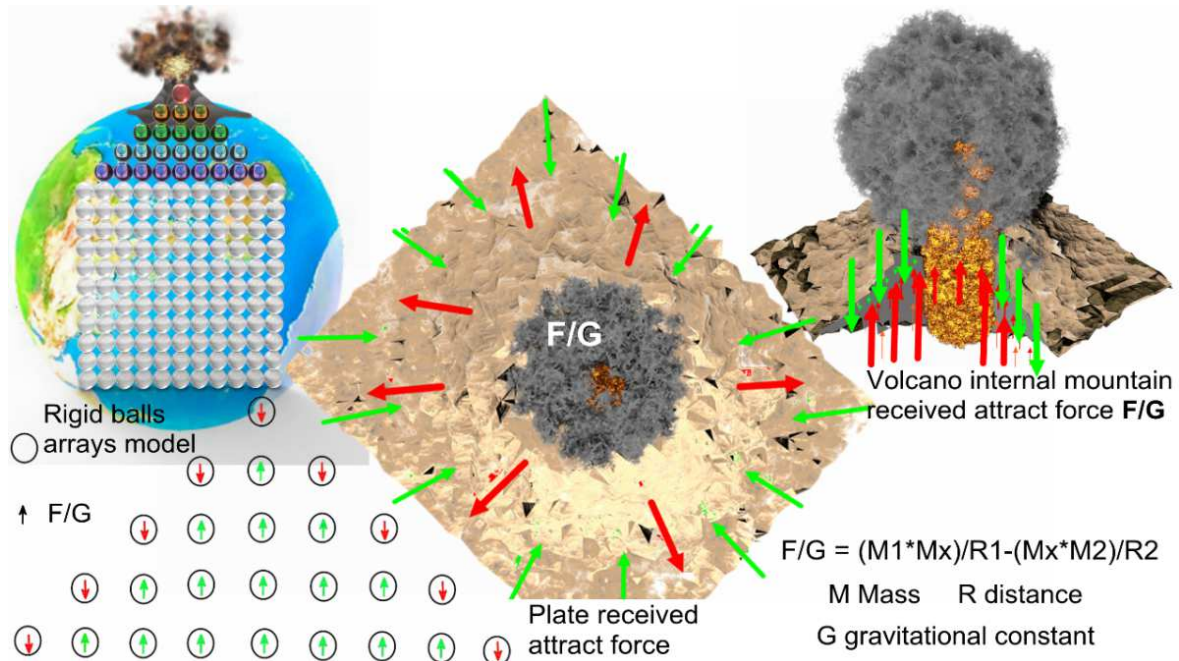 F/G
Volcano internal mountain
received attract force F/G
Rigid balls
arrays model
F/G
F/G = (M1*Mx)/R1-(Mx*M2)/R2
M Mass R distance
G gravitational constant
Plate received
attract force